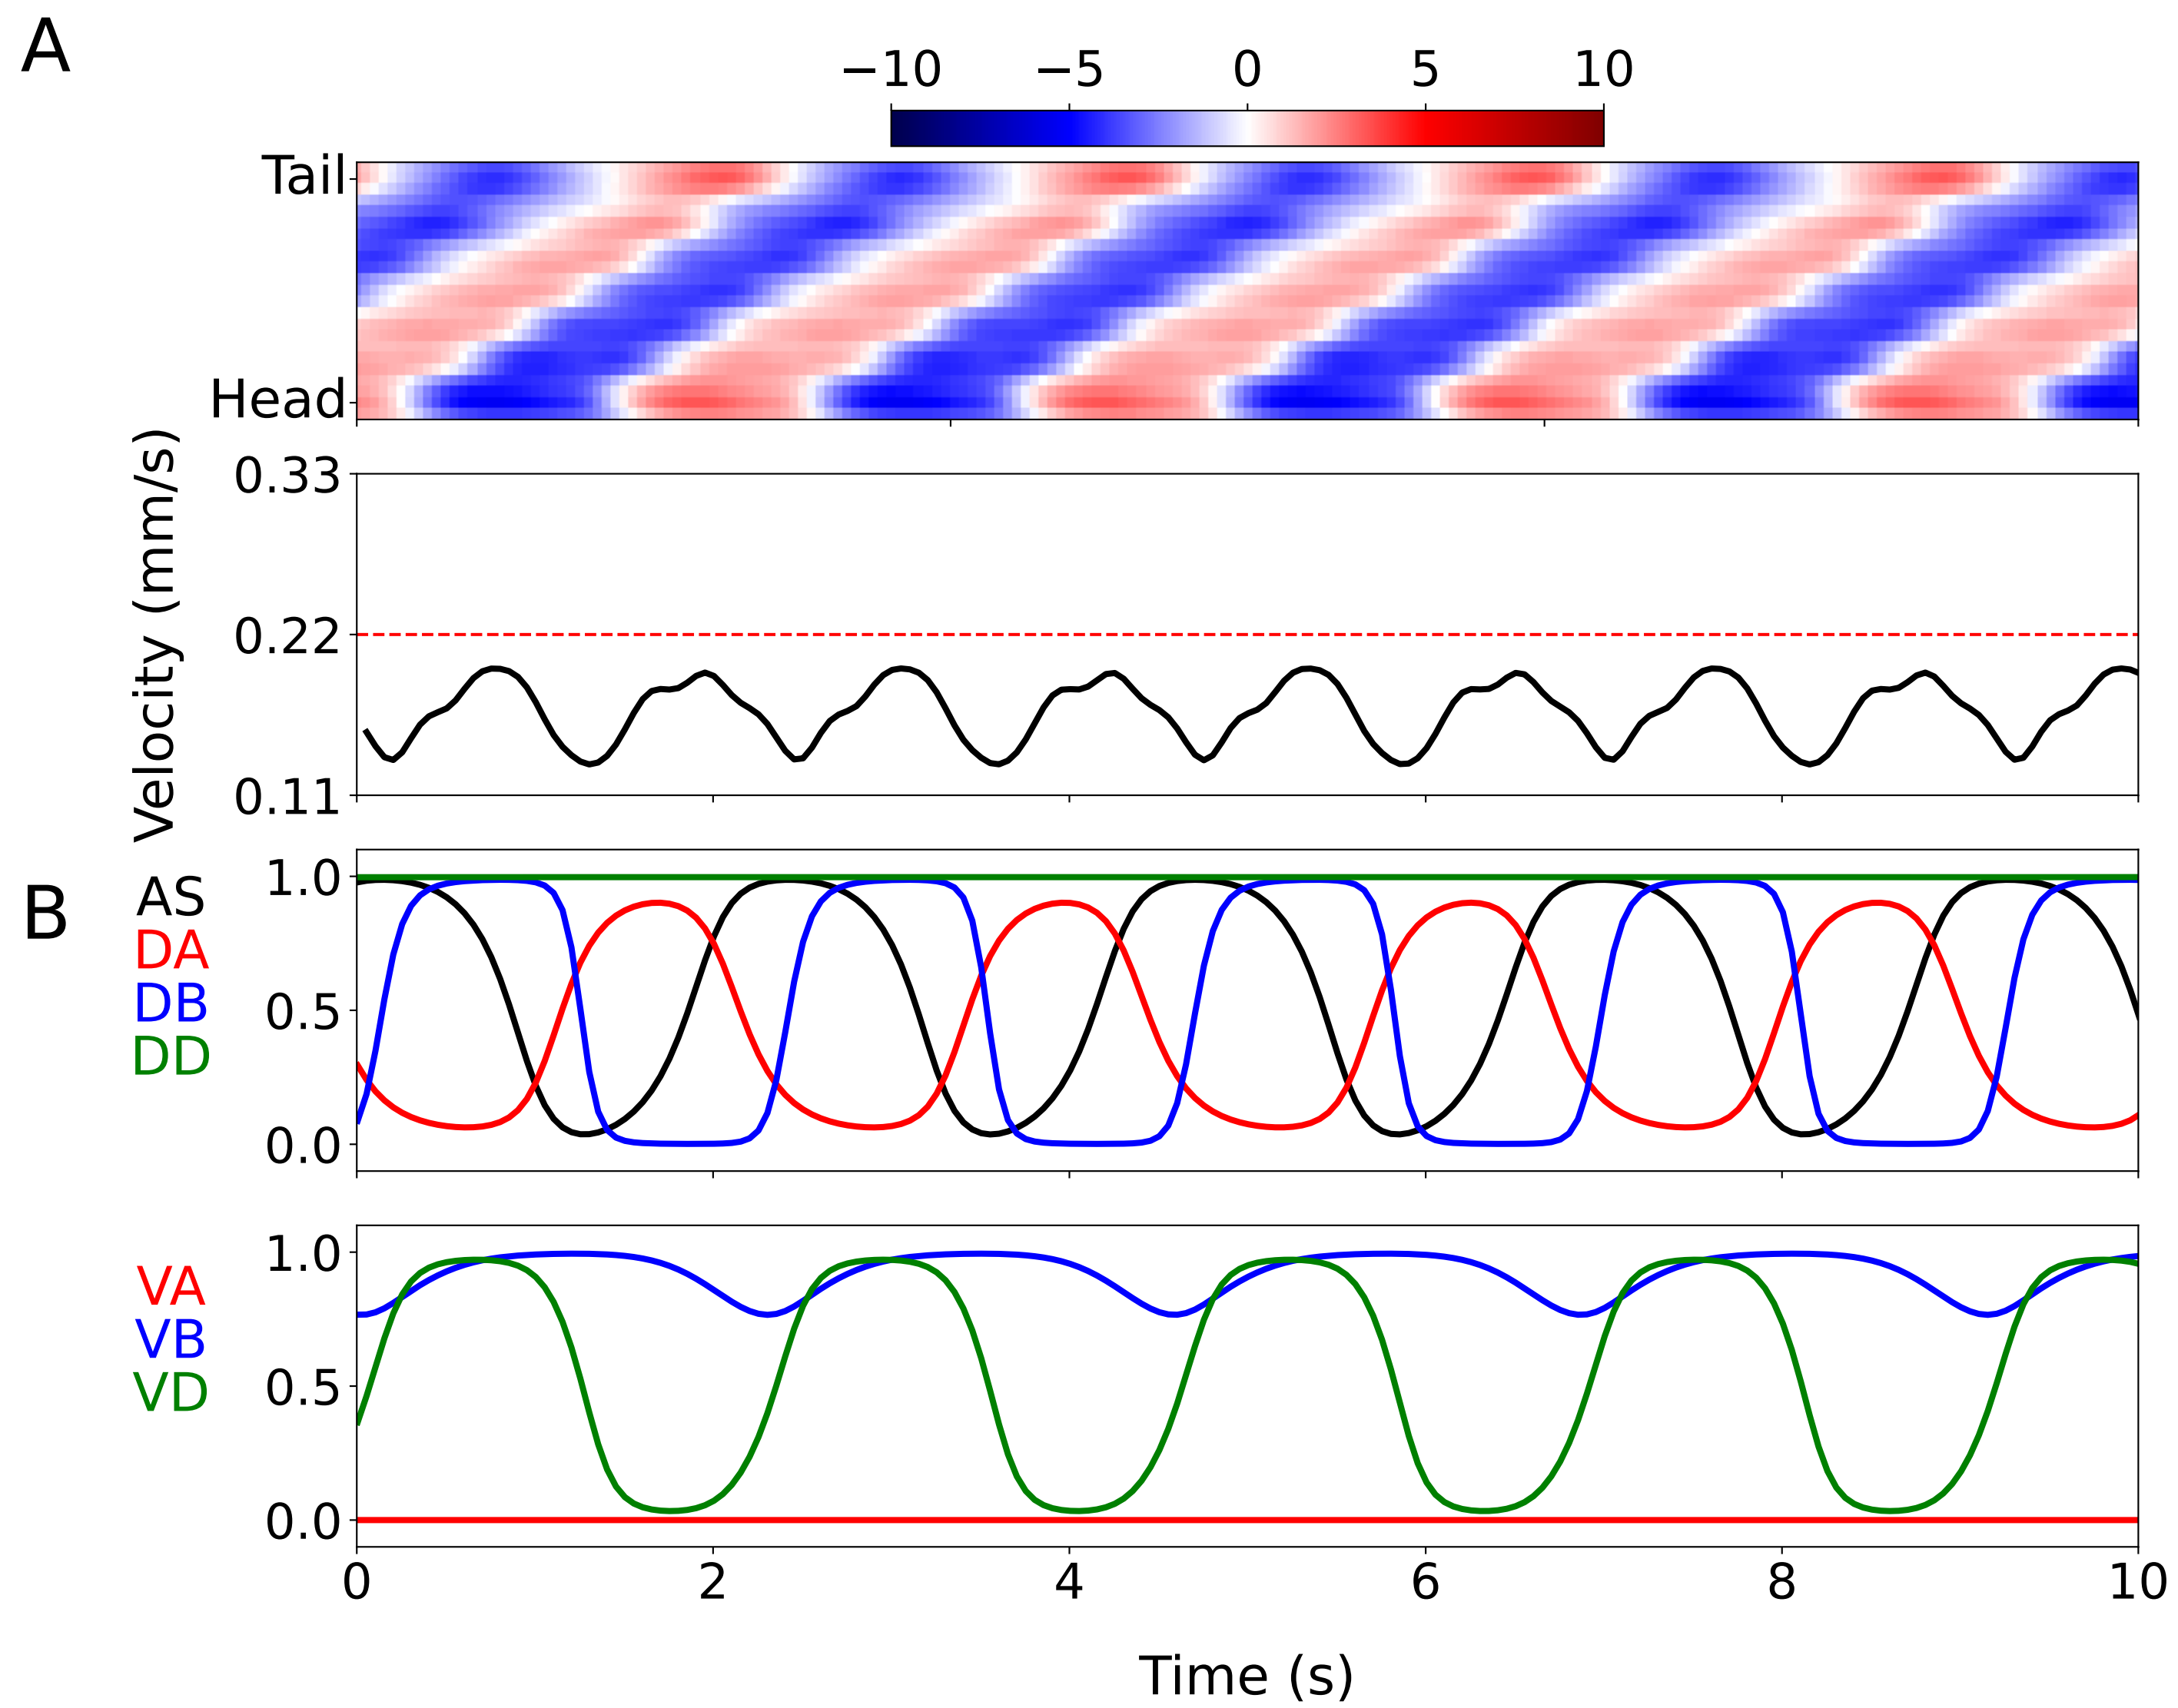 A
−10 −5 0 5 10
Tail
Head
Velocity (mm/s)
0.33
0.22
0.11
B
AS
DA
DB
DD
1.0
0.5
0.0
VA
VB
VD
1.0
0.5
0.0
0 2 4 6 8 10
Time (s)